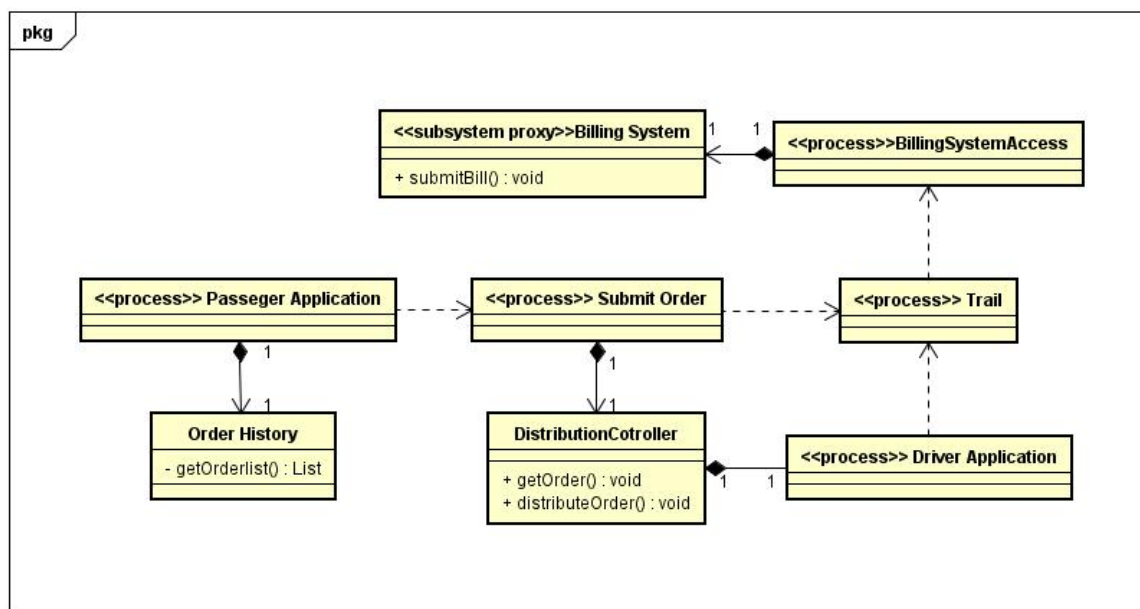 pkg
<<subsystem proxy>>Billing System
+ submitBill() : void
1
1
<<process>>BillingSystemAccess
<<process>> Passeger Application
<<process>> Submit Order
<<process>> Trail
1
1
1
1
Order History
- getOrderlist() : List
DistributionCotroller
+ getOrder() : void
+ distributeOrder() : void
1
1
<<process>> Driver Application